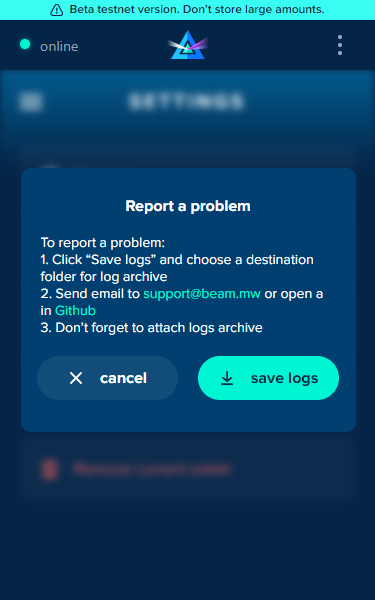 Beta testnet version. Don't store large amounts.
online
SETTINGS
Report a problem
To report a problem:
1. Click “Save logs” and choose a destination
folder for log archive
2. Send email to support@beam.mw or open a
in Github
3. Don’t forget to attach logs archive
cancel
save logs
Remove current wallet